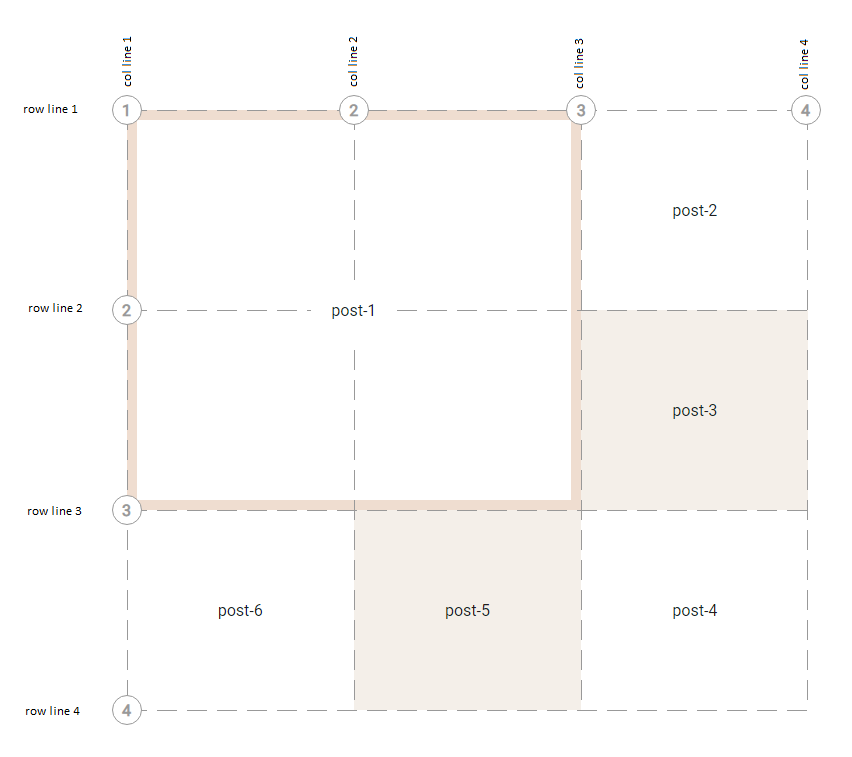 col line 1
col line 2
col line 3
col line 4
row line 1
1
2
3
4
post-2
row line 2
2
post-1
post-3
row line 3
3
post-6
post-5
post-4
row line 4
4